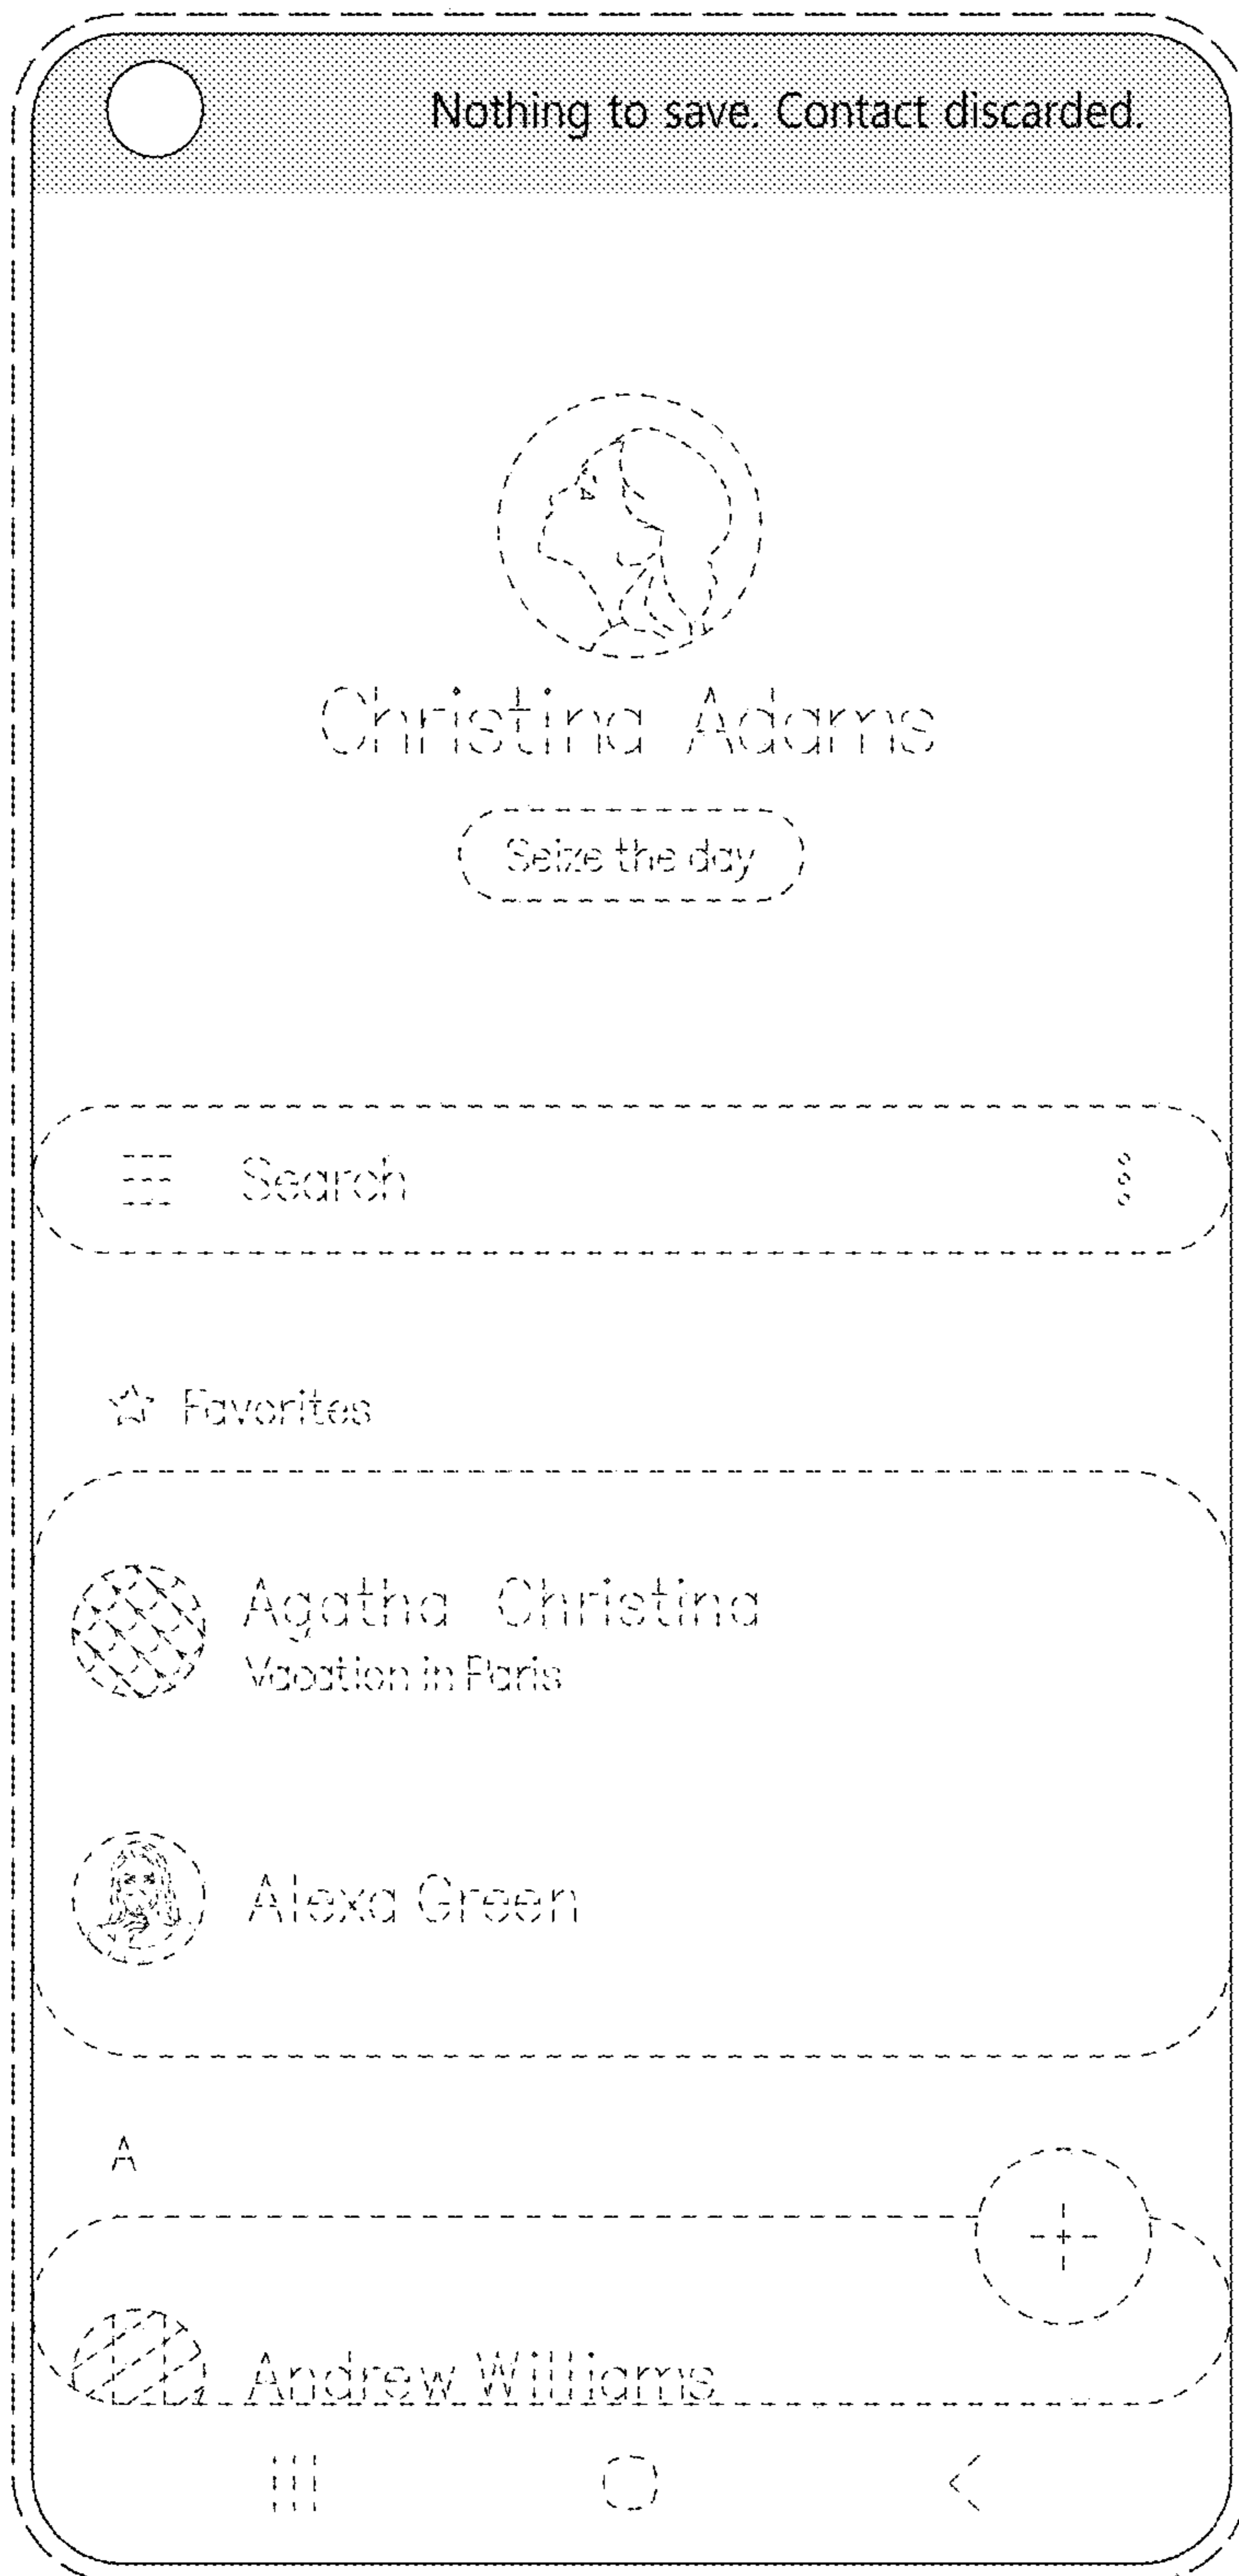 Nothing to save. Contact discarded.
Christina Adams
Seize the day
Search
Favorites
Agatha Christina
Vacation in Paris
Alexa Green
A
Andrew Williams